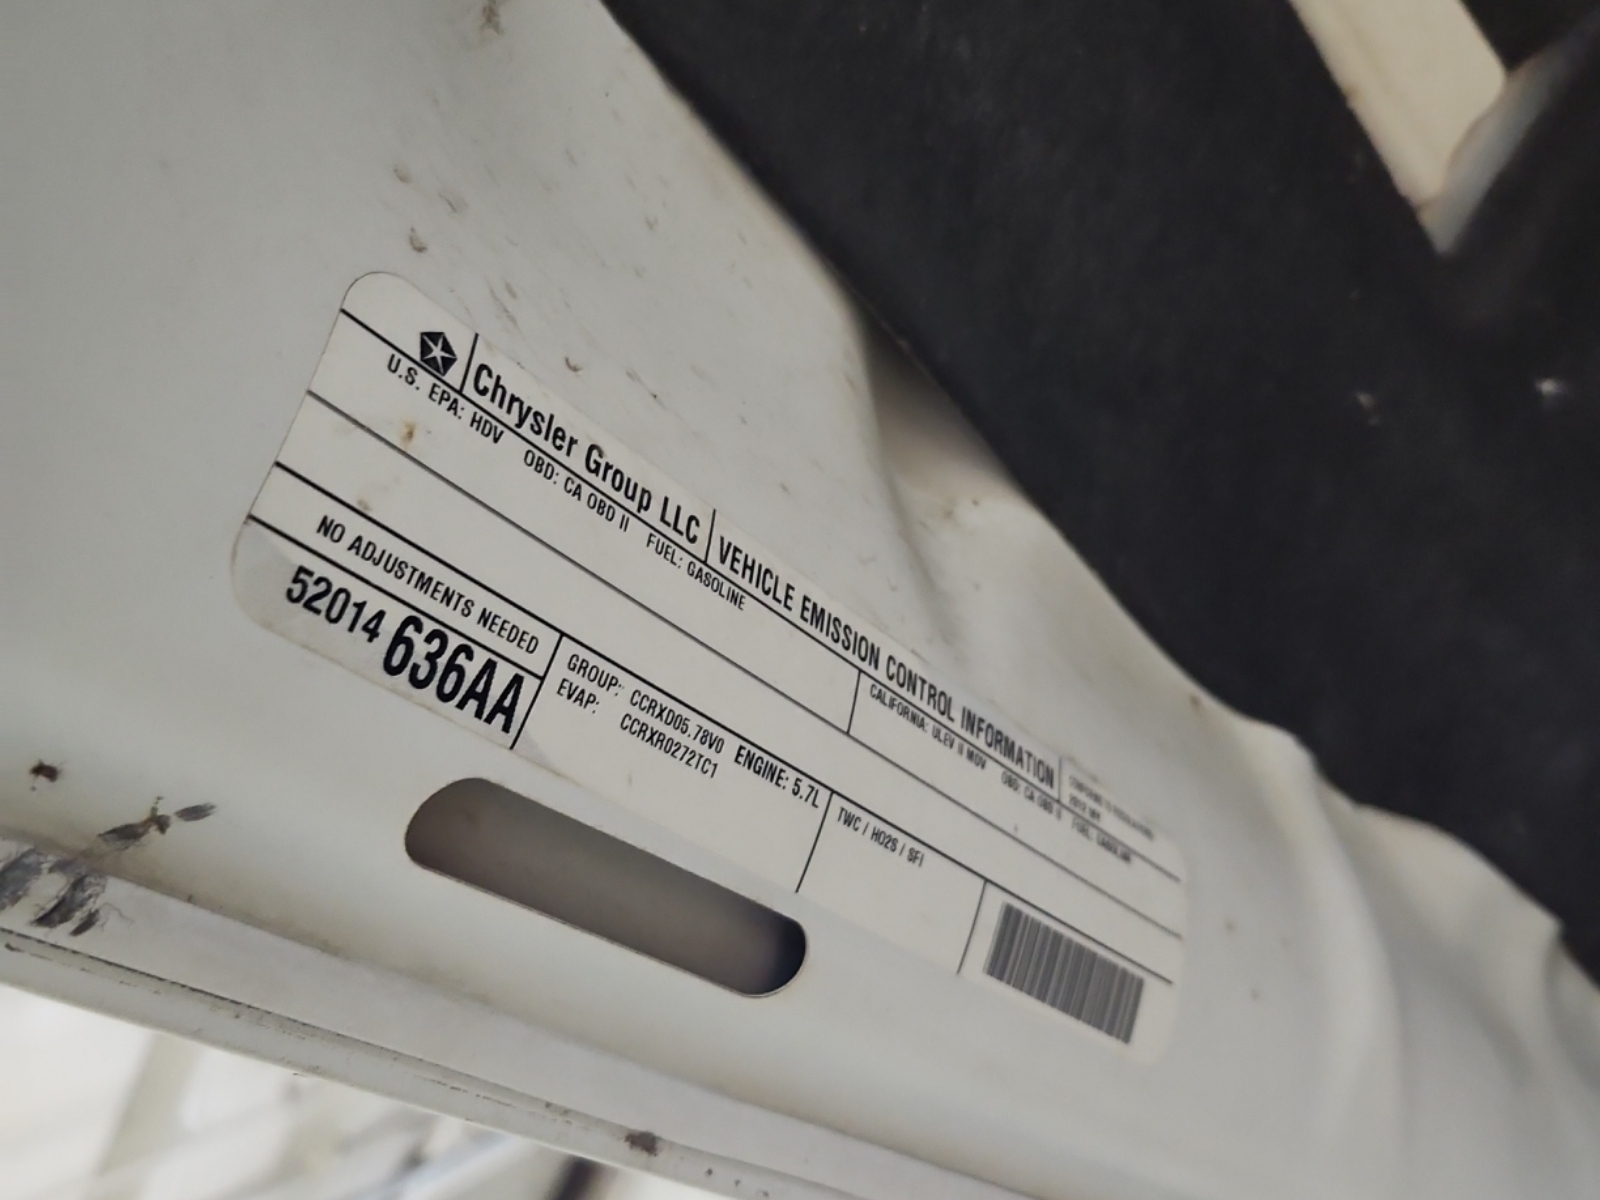 Chrysler Group LLC VEHICLE EMISSION CONTROL INFORMATION
U.S. EPA: HDV OBD: CA OBD II FUEL: GASOLINE
CALIFORNIA: ULEV II MDV OBD: CA OBD II FUEL: GASOLINE
NO ADJUSTMENTS NEEDED
52014 636AA
GROUP: CCRXD05.78V0 ENGINE: 5.7L
EVAP: CCRXR0272TC1
TWC / HO2S / SFI